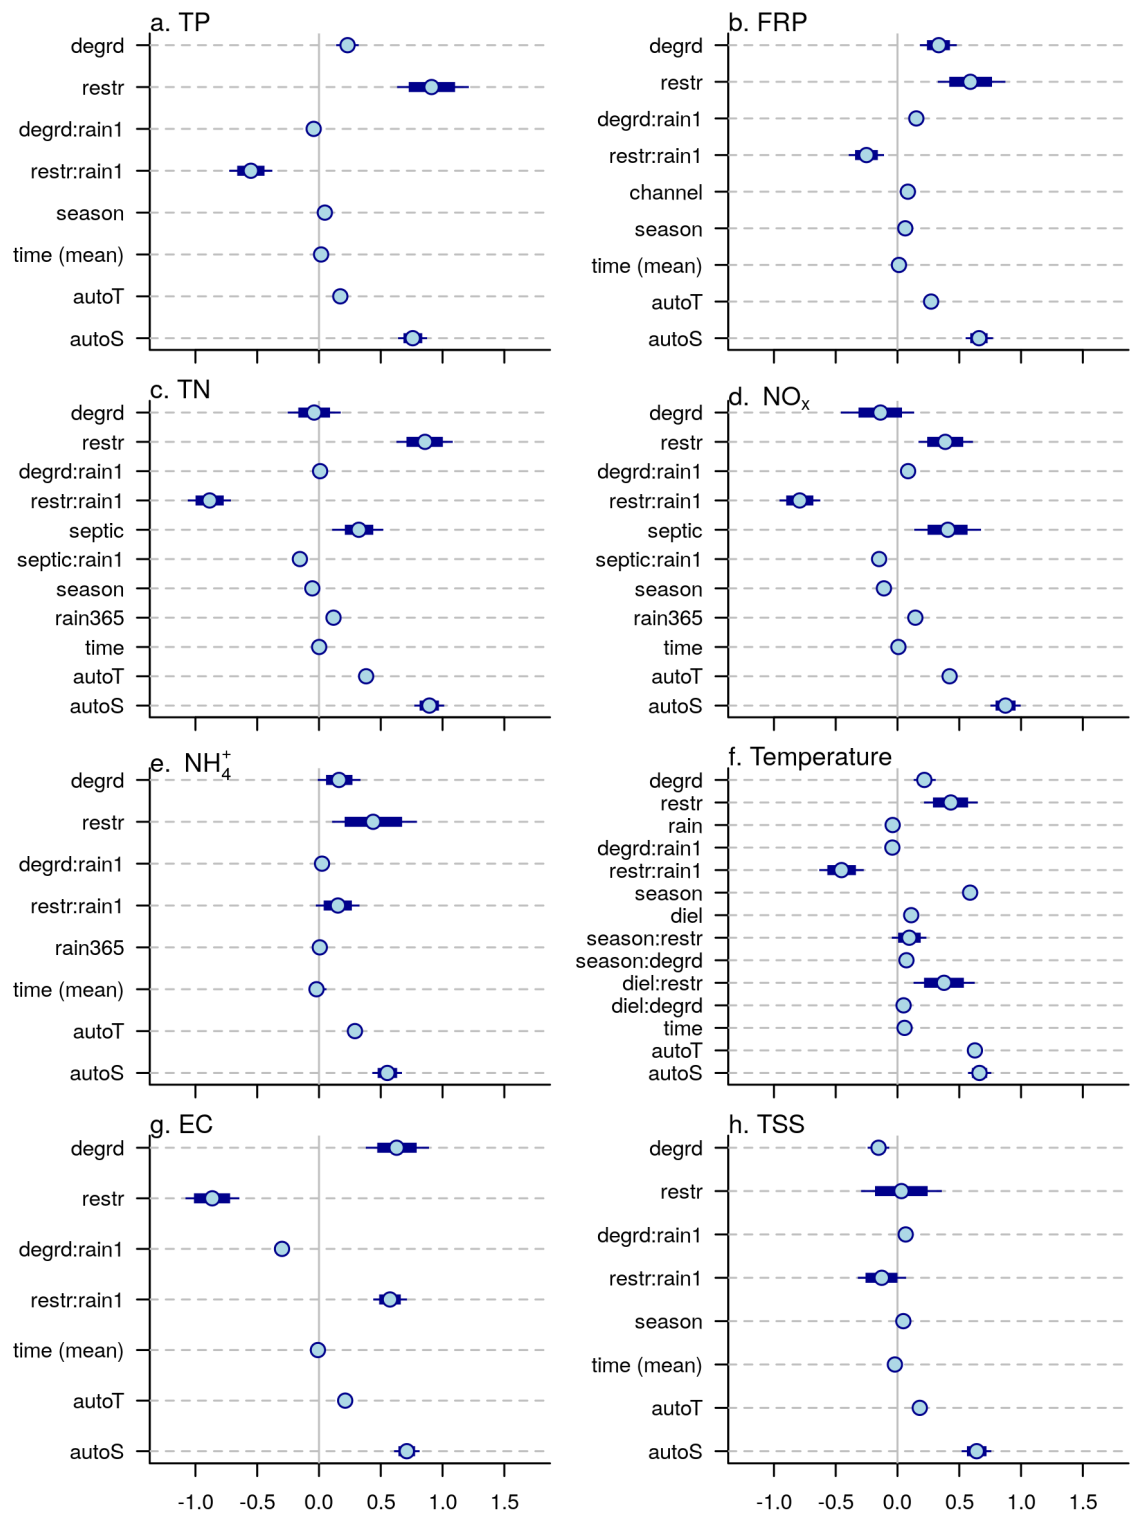 a. TP
degrd
restr
degrd:rain1
restr:rain1
season
time (mean)
autoT
autoS
b. FRP
degrd
restr
degrd:rain1
restr:rain1
channel
season
time (mean)
autoT
autoS
c. TN
degrd
restr
degrd:rain1
restr:rain1
septic
septic:rain1
season
rain365
time
autoT
autoS
d. NOₓ
degrd
restr
degrd:rain1
restr:rain1
septic
septic:rain1
season
rain365
time
autoT
autoS
e. NH₄⁺
degrd
restr
degrd:rain1
restr:rain1
rain365
time (mean)
autoT
autoS
f. Temperature
degrd
restr
rain
degrd:rain1
restr:rain1
season
diel
season:restr
season:degrd
diel:restr
diel:degrd
time
autoT
autoS
g. EC
degrd
restr
degrd:rain1
restr:rain1
time (mean)
autoT
autoS
-1.0 -0.5 0.0 0.5 1.0 1.5
h. TSS
degrd
restr
degrd:rain1
restr:rain1
season
time (mean)
autoT
autoS
-1.0 -0.5 0.0 0.5 1.0 1.5